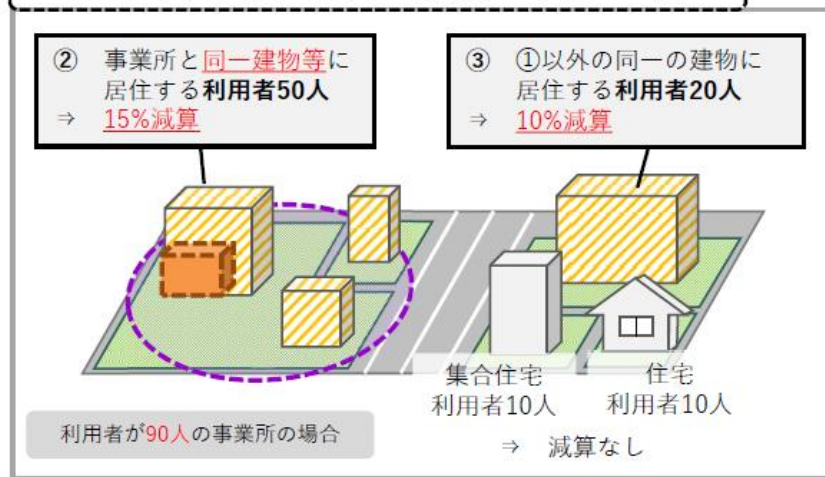 ② 事業所と同一建物等に
居住する利用者50人
⇒ 15%減算
③ ①以外の同一の建物に
居住する利用者20人
⇒ 10%減算
集合住宅
利用者10人
住宅
利用者10人
⇒ 減算なし
利用者が90人の事業所の場合